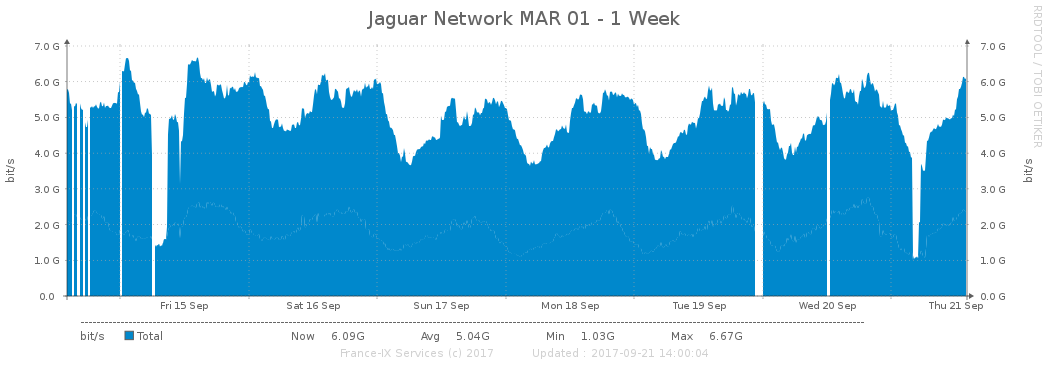 Jaguar Network MAR 01 - 1 Week
RRDTOOL / TOBI OETIKER
7.0 G 7.0 G
6.0 G 6.0 G
5.0 G 5.0 G
4.0 G 4.0 G
bit/s bit/s
3.0 G 3.0 G
2.0 G 2.0 G
1.0 G 1.0 G
0.0 0.0 G
Fri 15 Sep Sat 16 Sep Sun 17 Sep Mon 18 Sep Tue 19 Sep Wed 20 Sep Thu 21 Sep
bit/s Total Now 6.09G Avg 5.04G Min 1.03G Max 6.67G
France-IX Services (c) 2017 Updated : 2017-09-21 14:00:04